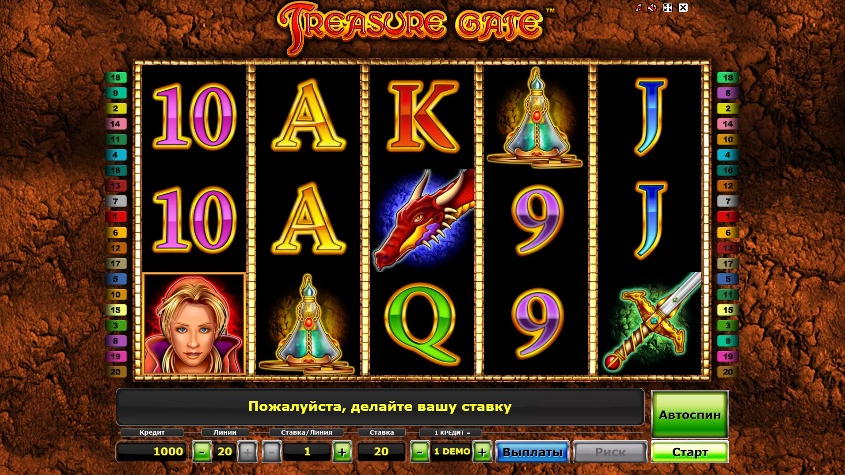 TREASURE GATE™
18 18
9 8
2 2
14 14
11 10
4 4
16 16
13 12
7 7
1 1
6 6
12 13
17 17
5 5
10 11
15 15
3 3
8 9
19 19
20 20
10 A K J
10 A 9 J
Q 9
Пожалуйста, делайте вашу ставку
Автоспин
Кредит Линии Ставка/Линия Ставка 1 КРЕДИТ =
1000 - 20 + - 1 + 20 - 1 DEMO + Выплаты Риск Старт